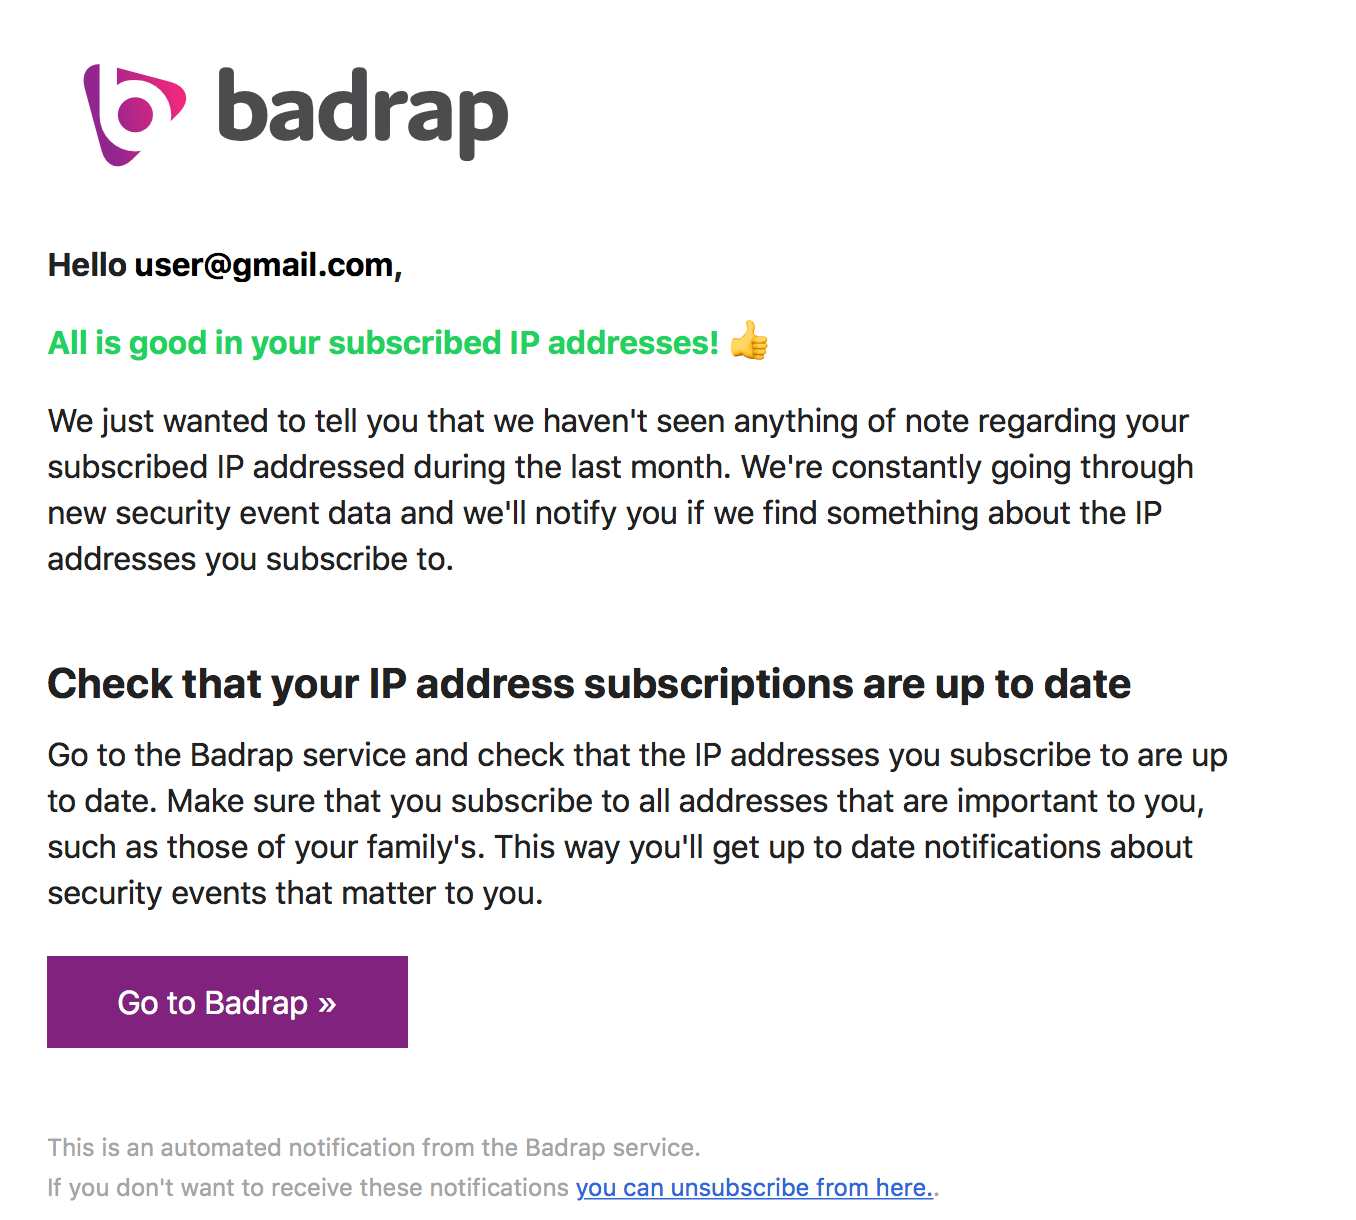 badrap
Hello user@gmail.com,
All is good in your subscribed IP addresses! 👍
We just wanted to tell you that we haven't seen anything of note regarding your
subscribed IP addressed during the last month. We're constantly going through
new security event data and we'll notify you if we find something about the IP
addresses you subscribe to.
Check that your IP address subscriptions are up to date
Go to the Badrap service and check that the IP addresses you subscribe to are up
to date. Make sure that you subscribe to all addresses that are important to you,
such as those of your family's. This way you'll get up to date notifications about
security events that matter to you.
Go to Badrap »
This is an automated notification from the Badrap service.
If you don't want to receive these notifications you can unsubscribe from here..